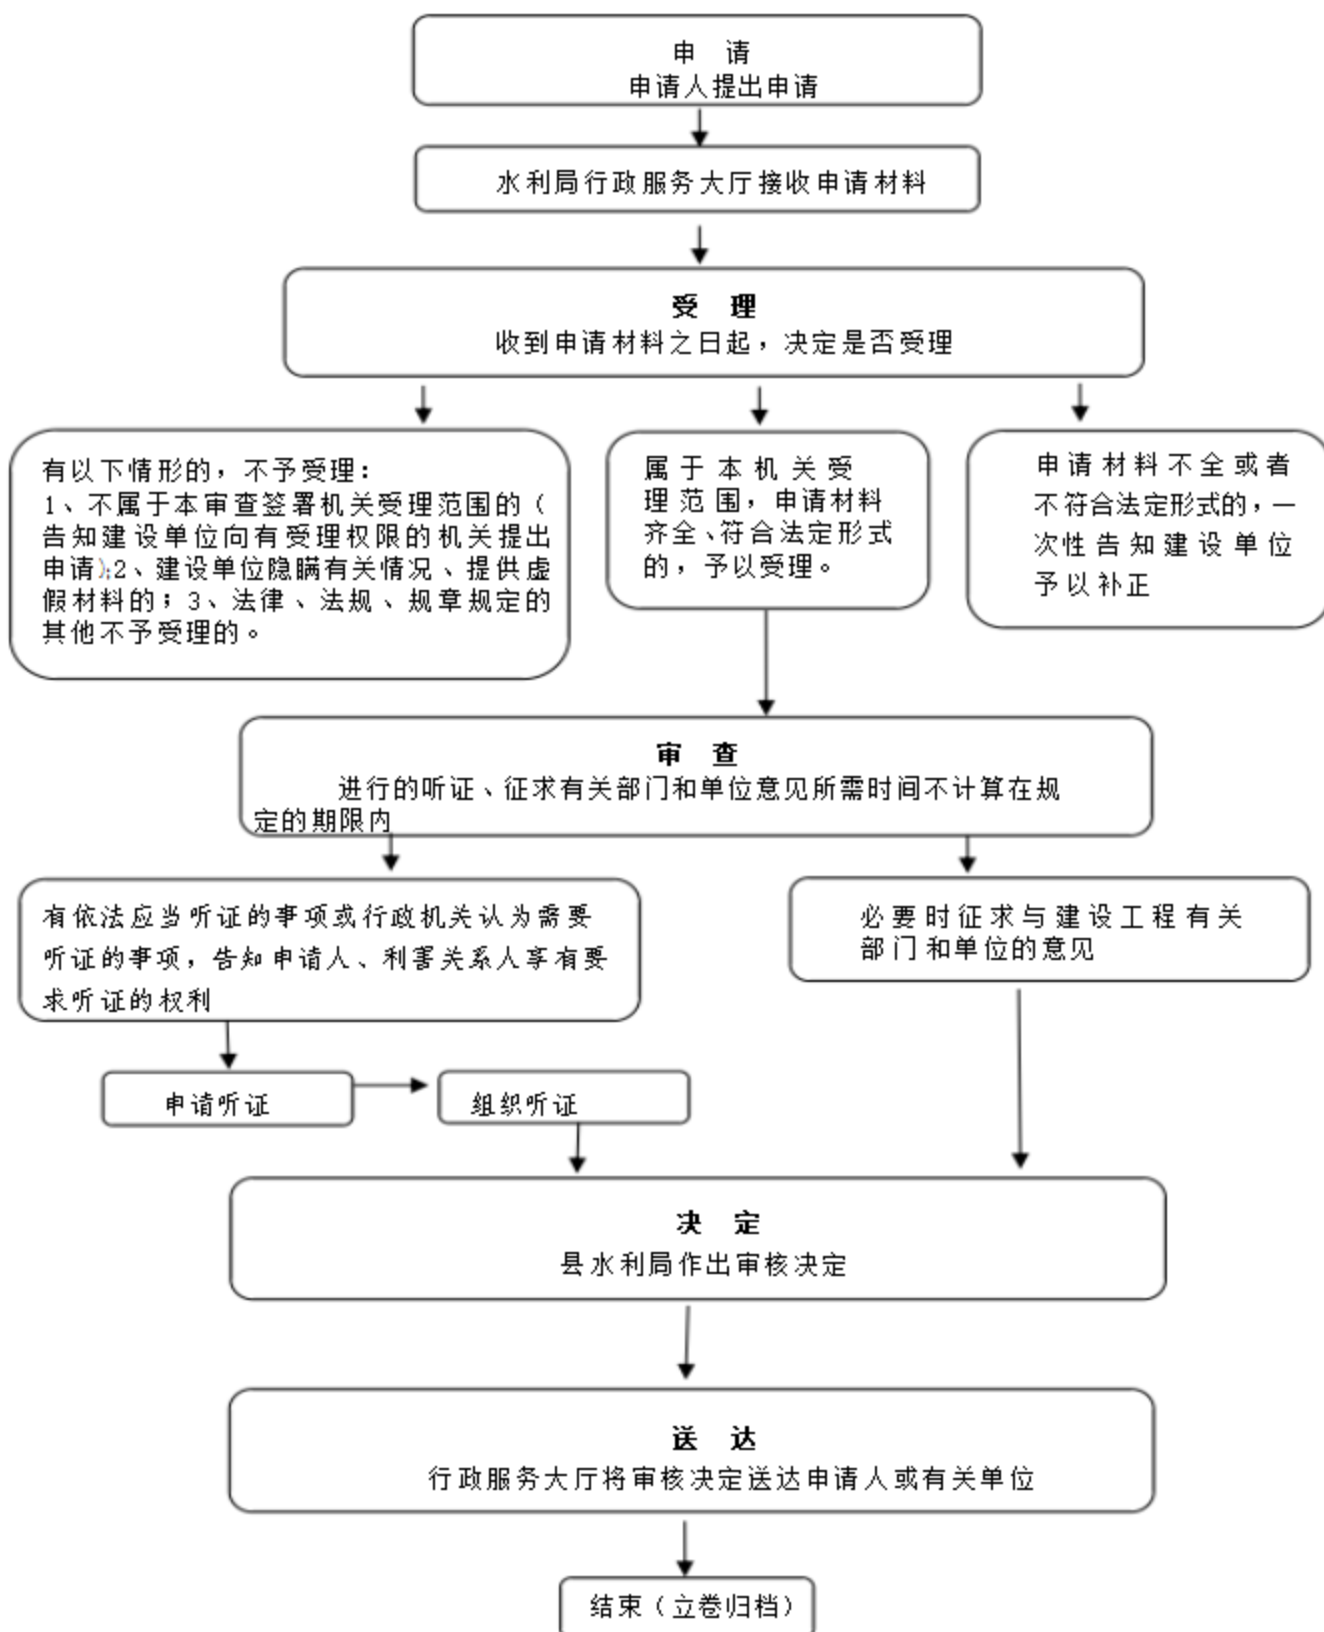 申 请
申请人提出申请
水利局行政服务大厅接收申请材料
受 理
收到申请材料之日起，决定是否受理
有以下情形的，不予受理：
1、不属于本审查签署机关受理范围的（
告知建设单位向有受理权限的机关提出
申请）；2、建设单位隐瞒有关情况、提供虚
假材料的；3、法律、法规、规章规定的
其他不予受理的。
属于本机关受
理范围，申请材料
齐全、符合法定形式
的，予以受理。
申请材料不全或者
不符合法定形式的，一
次性告知建设单位
予以补正
审 查
进行的听证、征求有关部门和单位意见所需时间不计算在规
定的期限内
有依法应当听证的事项或行政机关认为需要
听证的事项，告知申请人、利害关系人享有要
求听证的权利
必要时征求与建设工程有关
部门和单位的意见
申请听证
组织听证
决 定
县水利局作出审核决定
送 达
行政服务大厅将审核决定送达申请人或有关单位
结束（立卷归档）